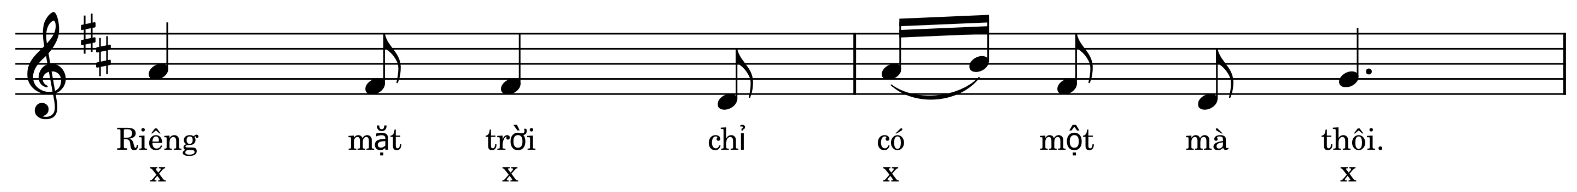 Riêng mặt trời chỉ có một mà thôi.
x x x x